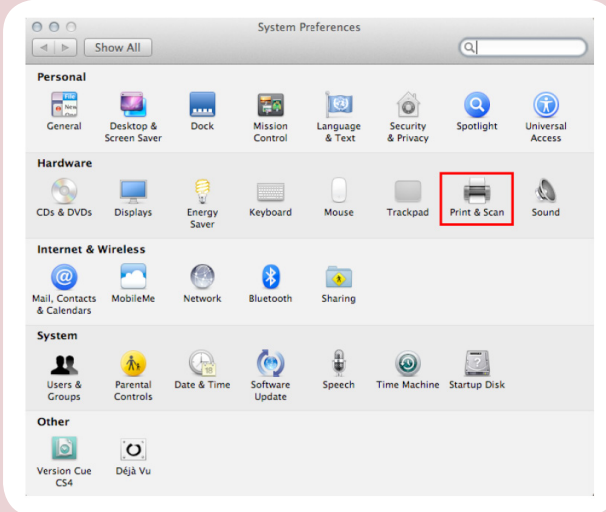 System Preferences
Show All
Personal
General
Desktop & Screen Saver
Dock
Mission Control
Language & Text
Security & Privacy
Spotlight
Universal Access
Hardware
CDs & DVDs
Displays
Energy Saver
Keyboard
Mouse
Trackpad
Print & Scan
Sound
Internet & Wireless
Mail, Contacts & Calendars
MobileMe
Network
Bluetooth
Sharing
System
Users & Groups
Parental Controls
Date & Time
Software Update
Speech
Time Machine
Startup Disk
Other
Version Cue CS4
Déjà Vu